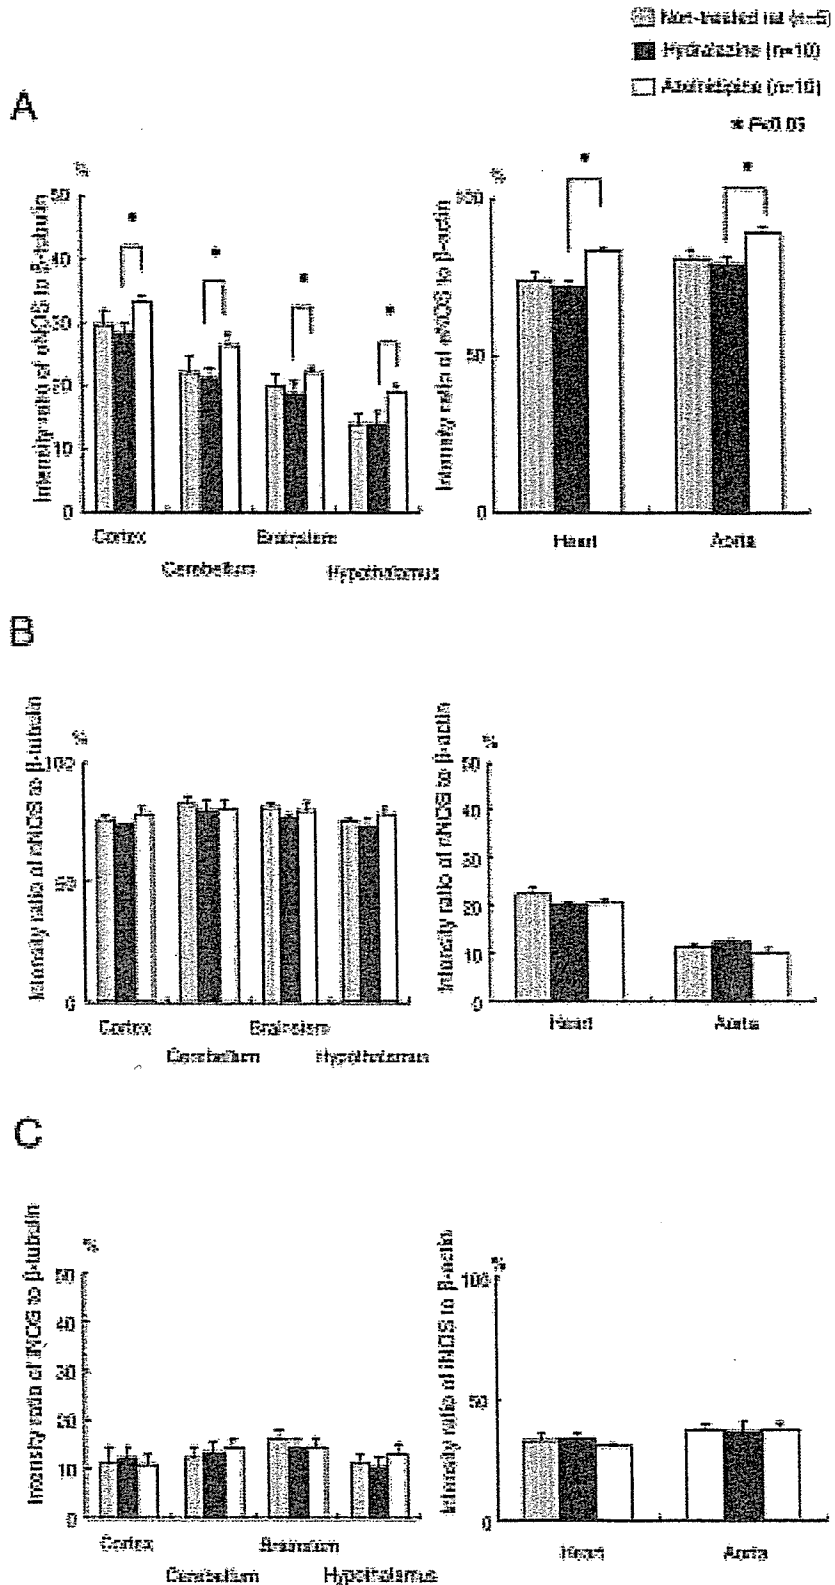 Non-treated rat (n=5)
Hydralazine (n=10)
Azelnidipine (n=10)
* P<0.05
A
%
50
40
30
20
10
0
Intensity ratio of eNOS to β-tubulin
*
*
*
*
Cortex
Cerebellum
Brainstem
Hypothalamus
%
100
50
0
Intensity ratio of eNOS to β-actin
*
*
Heart
Aorta
B
%
100
50
0
Intensity ratio of nNOS to β-tubulin
Cortex
Cerebellum
Brainstem
Hypothalamus
%
50
40
30
20
10
0
Intensity ratio of nNOS to β-actin
Heart
Aorta
C
%
50
40
30
20
10
0
Intensity ratio of iNOS to β-tubulin
Cortex
Cerebellum
Brainstem
Hypothalamus
%
100
50
0
Intensity ratio of iNOS to β-actin
Heart
Aorta